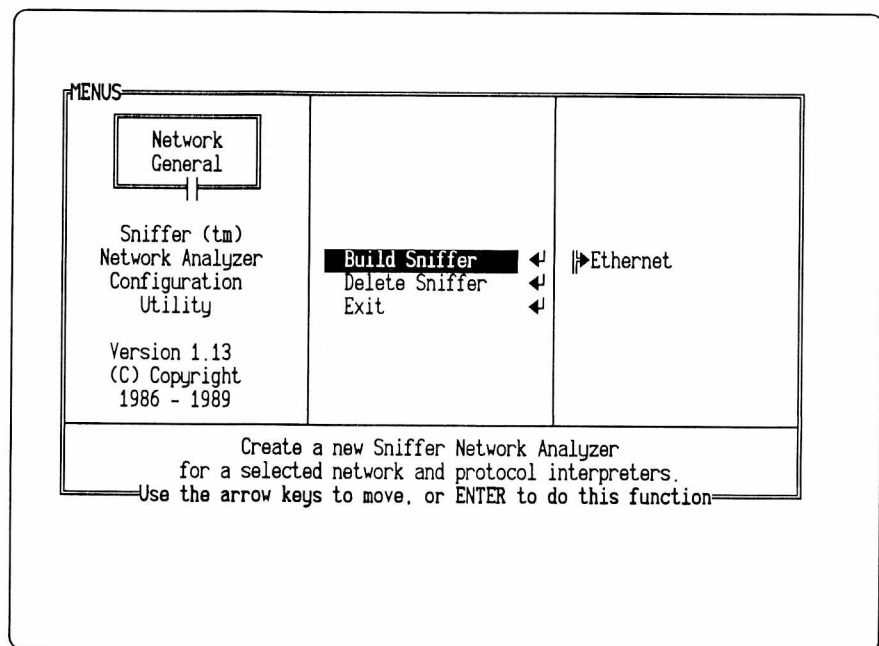 MENUS
Network
General
Sniffer (tm)
Network Analyzer
Configuration
Utility
Version 1.13
(C) Copyright
1986 - 1989
Build Sniffer
Delete Sniffer
Exit
Ethernet
Create a new Sniffer Network Analyzer
for a selected network and protocol interpreters.
Use the arrow keys to move, or ENTER to do this function